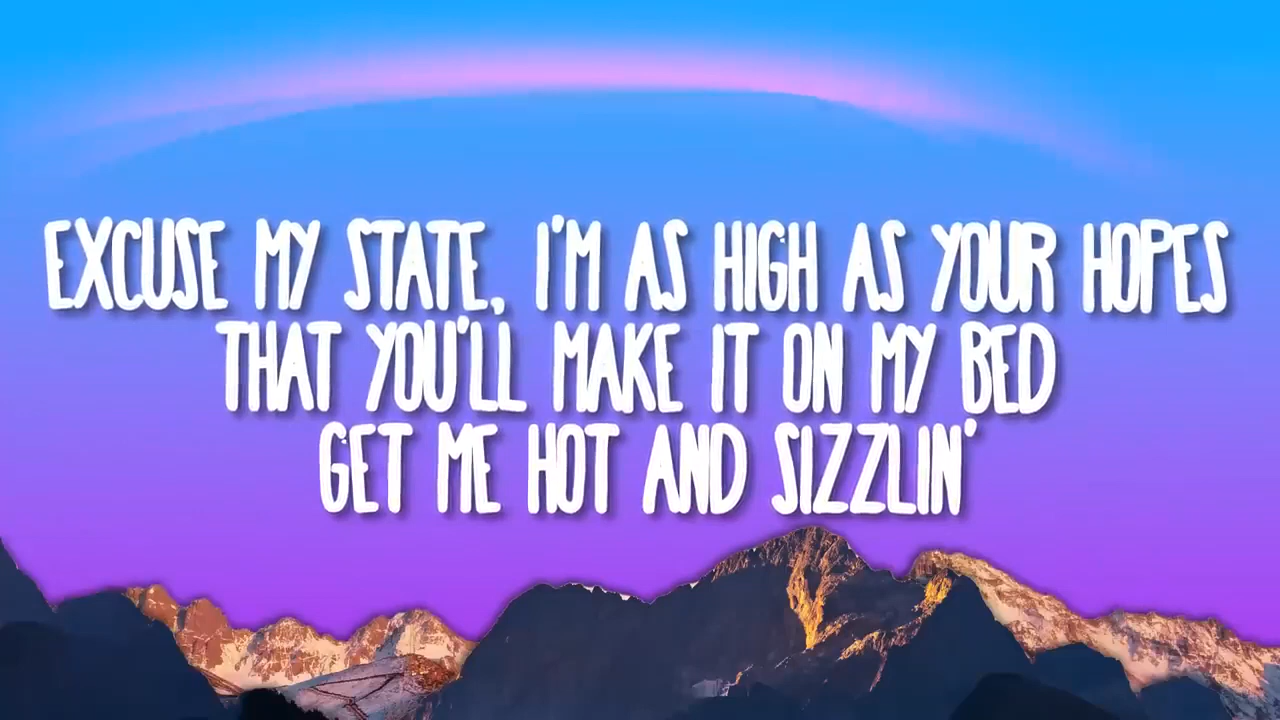 EXCUSE MY STATE, I'M AS HIGH AS YOUR HOPES
THAT YOU'LL MAKE IT ON MY BED
GET ME HOT AND SIZZLIN'